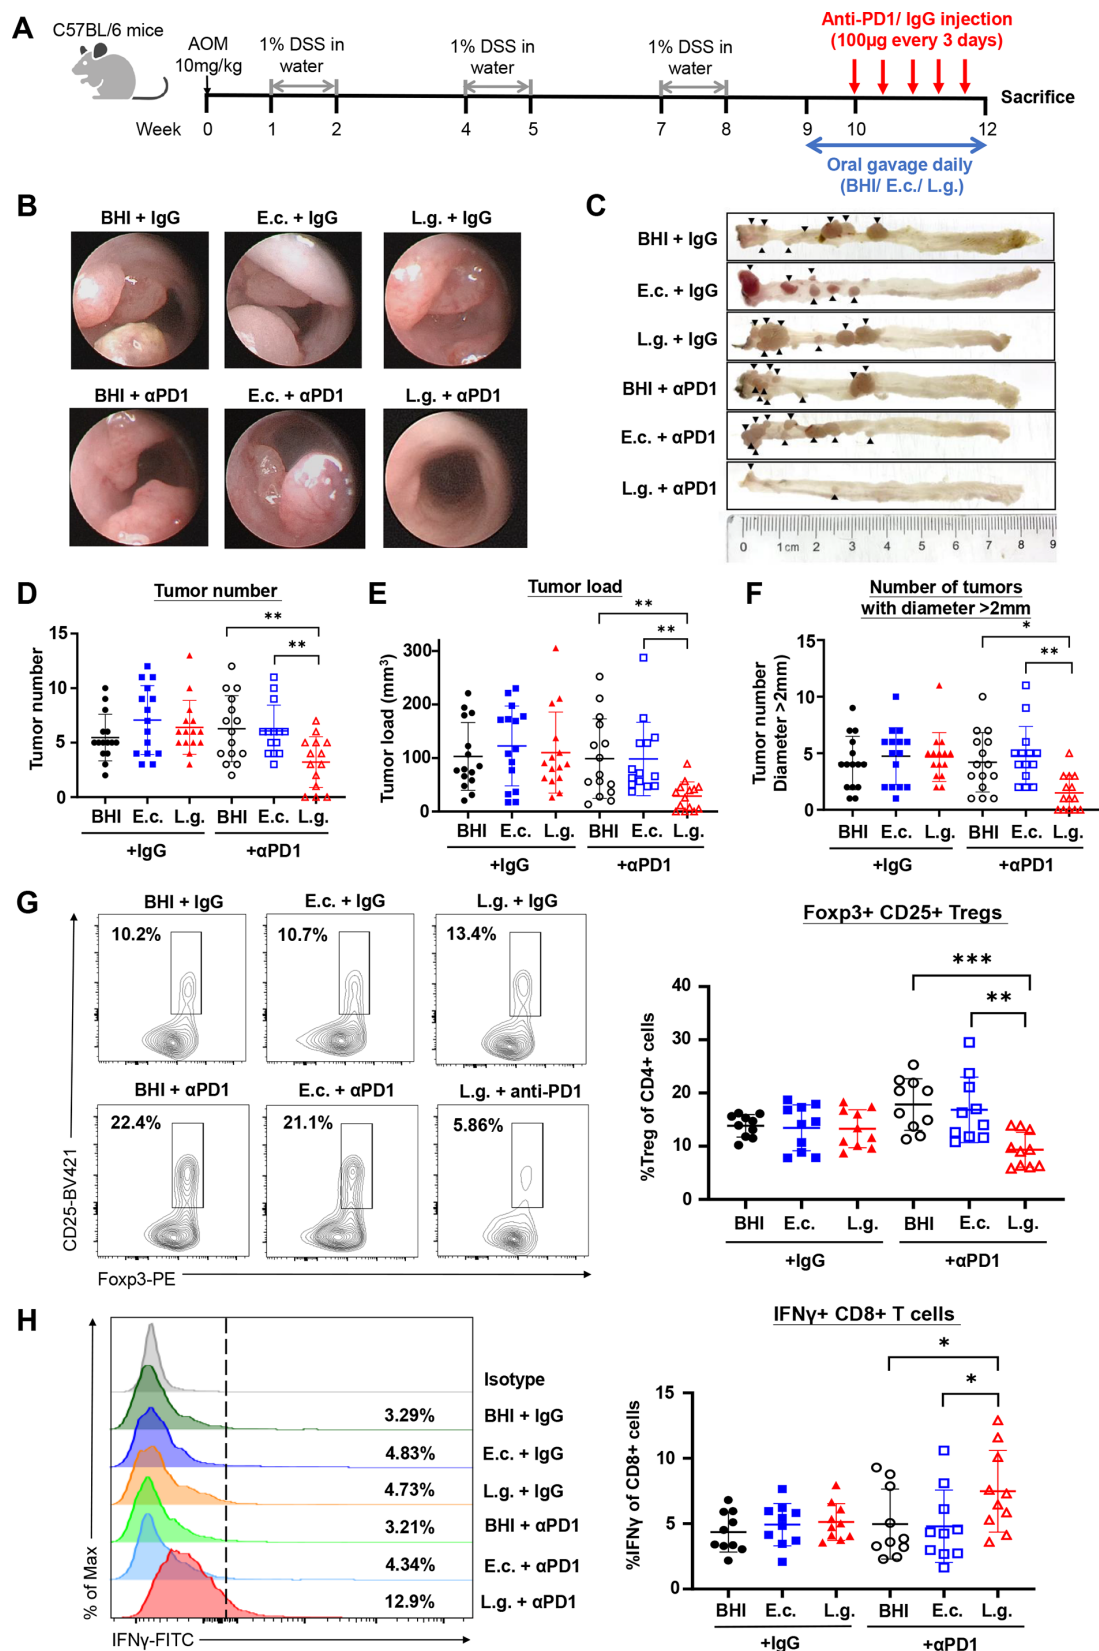 A
C57BL/6 mice
AOM
10mg/kg
1% DSS in
water
1% DSS in
water
1% DSS in
water
Anti-PD1/ IgG injection
(100µg every 3 days)
Sacrifice
Week
0
1
2
4
5
7
8
9
10
12
Oral gavage daily
(BHI/ E.c./ L.g.)
B
BHI + IgG
E.c. + IgG
L.g. + IgG
BHI + αPD1
E.c. + αPD1
L.g. + αPD1
C
BHI + IgG
E.c. + IgG
L.g. + IgG
BHI + αPD1
E.c. + αPD1
L.g. + αPD1
0 1cm 2 3 4 5 6 7 8 9
D
Tumor number
Tumor number
15
10
5
0
**
**
BHI E.c. L.g. BHI E.c. L.g.
+IgG
+αPD1
E
Tumor load
Tumor load (mm³)
300
200
100
0
**
**
BHI E.c. L.g. BHI E.c. L.g.
+IgG
+αPD1
F
Number of tumors
with diameter >2mm
Tumor number
Diameter >2mm)
15
10
5
0
*
**
BHI E.c. L.g. BHI E.c. L.g.
+IgG
+αPD1
G
BHI + IgG
10.2%
E.c. + IgG
10.7%
L.g. + IgG
13.4%
BHI + αPD1
22.4%
E.c. + αPD1
21.1%
L.g. + anti-PD1
5.86%
CD25-BV421
Foxp3-PE
Foxp3+ CD25+ Tregs
%Treg of CD4+ cells
40
30
20
10
0
***
**
BHI E.c. L.g. BHI E.c. L.g.
+IgG
+αPD1
H
% of Max
IFNγ-FITC
Isotype
3.29% BHI + IgG
4.83% E.c. + IgG
4.73% L.g. + IgG
3.21% BHI + αPD1
4.34% E.c. + αPD1
12.9% L.g. + αPD1
IFNγ+ CD8+ T cells
%IFNγ of CD8+ cells
15
10
5
0
*
*
BHI E.c. L.g. BHI E.c. L.g.
+IgG
+αPD1